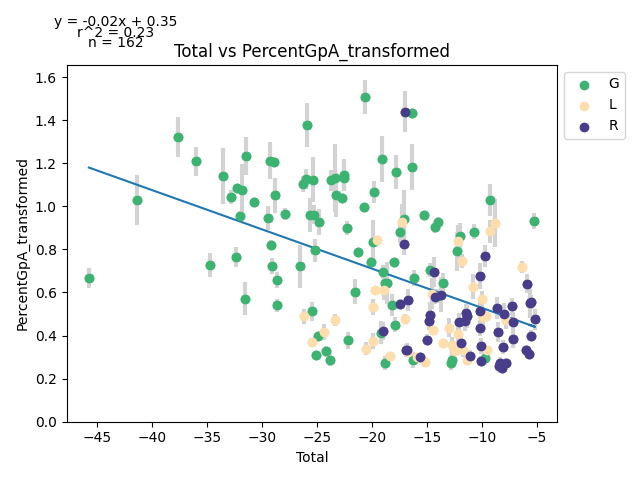 y = -0.02x + 0.35
r^2 = 0.23
n = 162
Total vs PercentGpA_transformed
G
L
R
PercentGpA_transformed
1.6
1.4
1.2
1.0
0.8
0.6
0.4
0.2
0.0
−45 −40 −35 −30 −25 −20 −15 −10 −5
Total